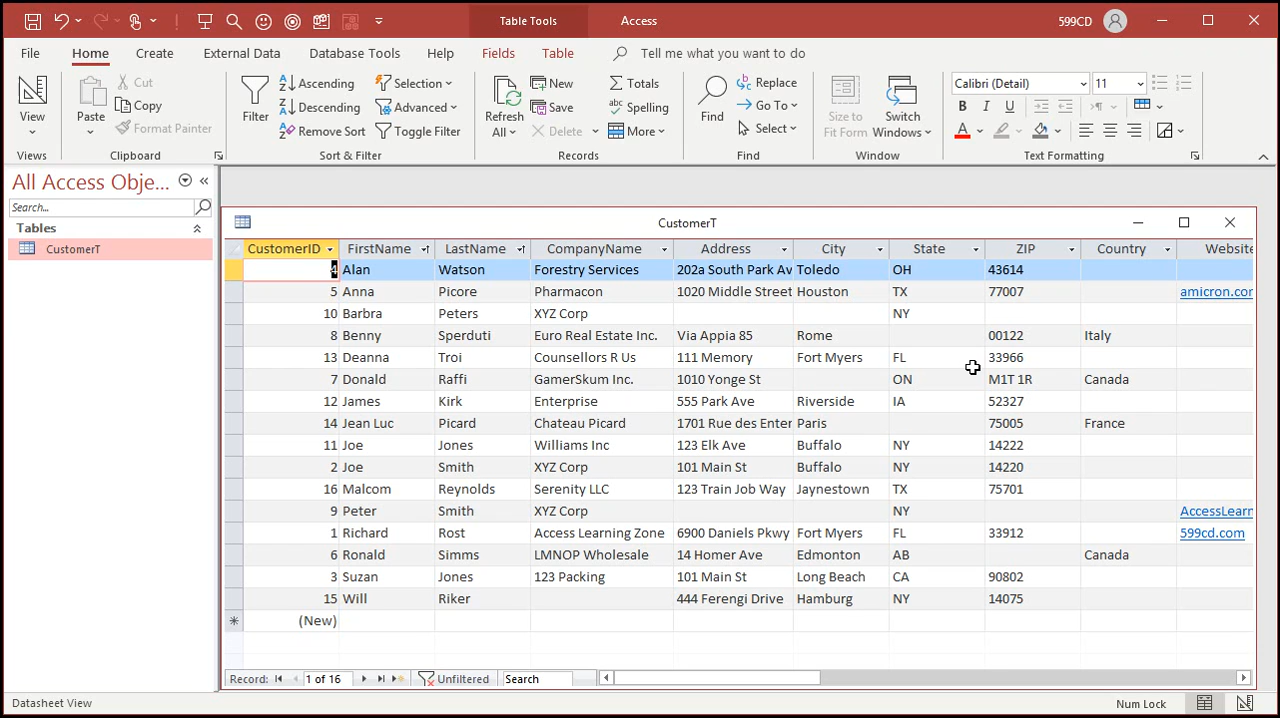 Table Tools Access 599CD
File Home Create External Data Database Tools Help Fields Table Tell me what you want to do
View
Views
Paste
Cut
Copy
Format Painter
Clipboard
Filter
Ascending
Descending
Remove Sort
Selection
Advanced
Toggle Filter
Sort & Filter
Refresh
All
New
Save
Delete
Totals
Spelling
More
Records
Find
Replace
Go To
Select
Find
Size to
Fit Form
Switch
Windows
Window
Calibri (Detail) 11
B I U
A
Text Formatting
All Access Obje...
Search...
Tables
CustomerT
CustomerT
CustomerID FirstName LastName CompanyName Address City State ZIP Country Website
4 Alan Watson Forestry Services 202a South Park Av Toledo OH 43614
5 Anna Picore Pharmacon 1020 Middle Street Houston TX 77007 amicron.con
10 Barbra Peters XYZ Corp NY
8 Benny Sperduti Euro Real Estate Inc. Via Appia 85 Rome 00122 Italy
13 Deanna Troi Counsellors R Us 111 Memory Fort Myers FL 33966
7 Donald Raffi GamerSkum Inc. 1010 Yonge St ON M1T 1R Canada
12 James Kirk Enterprise 555 Park Ave Riverside IA 52327
14 Jean Luc Picard Chateau Picard 1701 Rue des Enter Paris 75005 France
11 Joe Jones Williams Inc 123 Elk Ave Buffalo NY 14222
2 Joe Smith XYZ Corp 101 Main St Buffalo NY 14220
16 Malcom Reynolds Serenity LLC 123 Train Job Way Jaynestown TX 75701
9 Peter Smith XYZ Corp NY AccessLearn
1 Richard Rost Access Learning Zone 6900 Daniels Pkwy Fort Myers FL 33912 599cd.com
6 Ronald Simms LMNOP Wholesale 14 Homer Ave Edmonton AB Canada
3 Suzan Jones 123 Packing 101 Main St Long Beach CA 90802
15 Will Riker 444 Ferengi Drive Hamburg NY 14075
(New)
Record: 1 of 16 Unfiltered Search
Datasheet View Num Lock